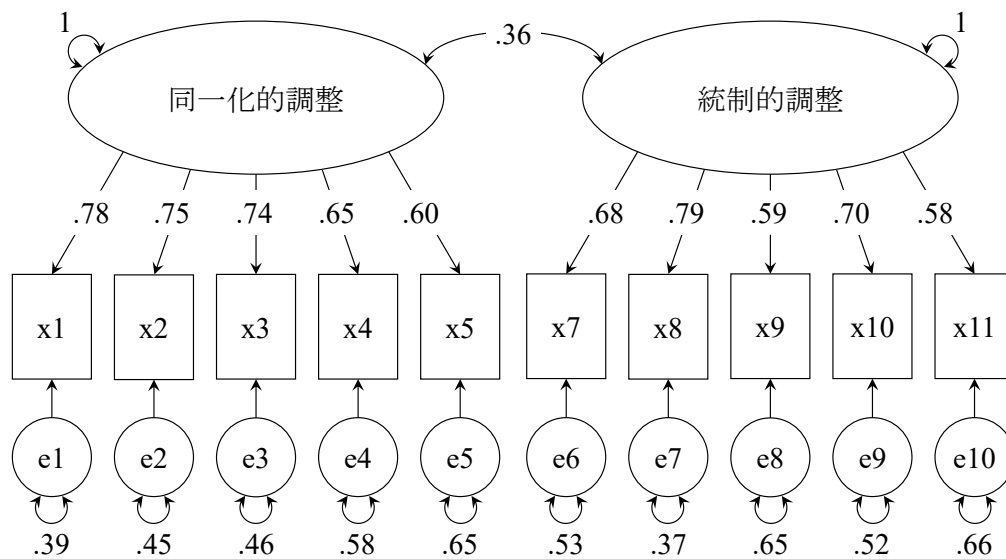 1 .36 1
同一化的調整 統制的調整
.78 .75 .74 .65 .60 .68 .79 .59 .70 .58
x1 x2 x3 x4 x5 x7 x8 x9 x10 x11
e1 e2 e3 e4 e5 e6 e7 e8 e9 e10
.39 .45 .46 .58 .65 .53 .37 .65 .52 .66